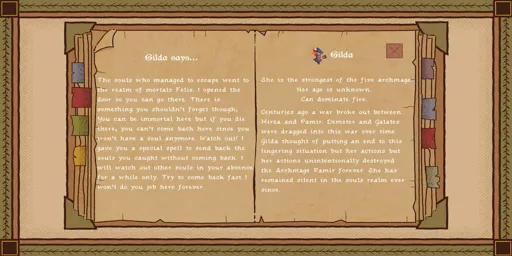 Gilda says...
The souls who managed to escape went to
the realm of mortals Felix. I opened the
door so you can go there. There is
something you shouldn't forget though,
You can be immortal here but if you die
there, you can't come back here since you
won't have a soul anymore. Watch out! I
gave you a special spell to send back the
souls you caught without coming back. I
will watch out other souls in your absence
for a while only. Try to come back fast I
won't do you job here forever.
Gilda
She is the strongest of the five archmage.
Her age is unknown.
Can dominate fire.
Centuries ago a war broke out between
Hirea and Famir. Demeter and Galatea
were dragged into this war over time.
Gilda thought of putting an end to this
lingering situation but her actions but
her actions unintentionally destroyed
the Archmage Famir forever. She has
remained silent in the souls realm ever
since.